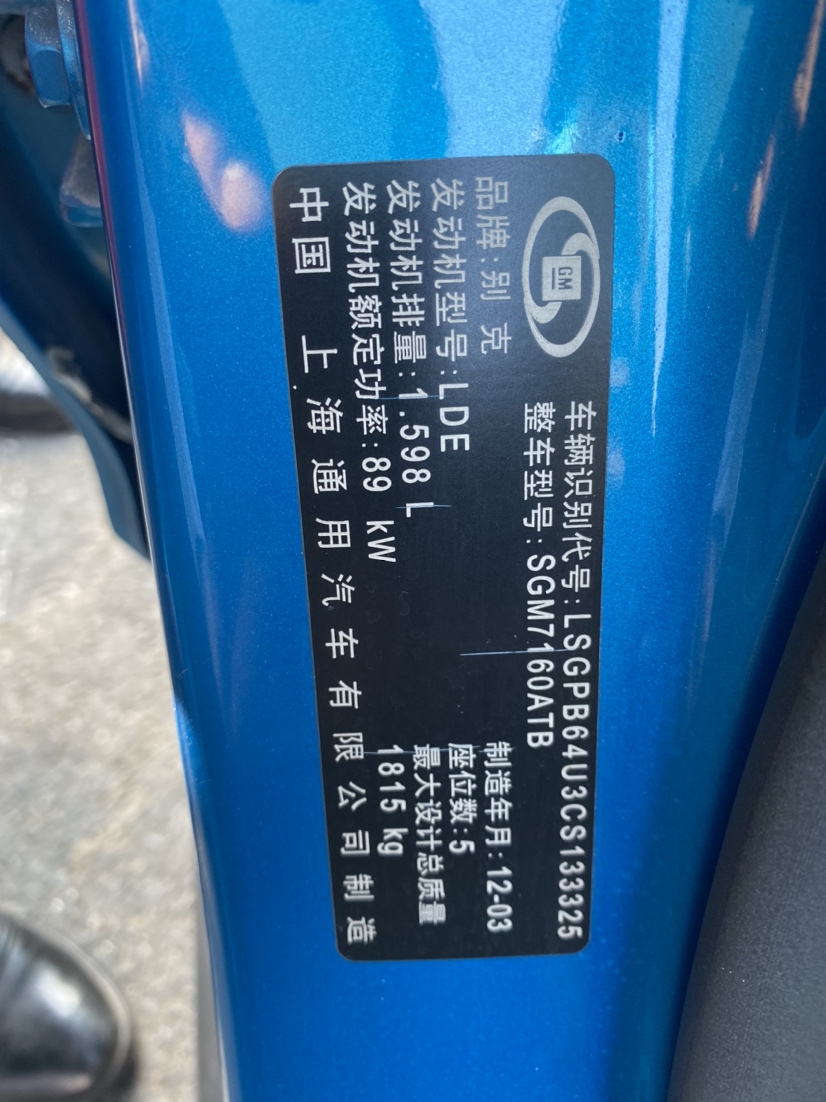 GM
车辆识别代号:LSGPB64U3CS133325
整车型号:SGM7160ATB
品牌:别 克
制造年月:12-03
发动机型号:LDE
座位数:5
发动机排量:1.598 L
最大设计总质量
发动机额定功率:89 kW
1815 kg
中国 上海通用汽车有限公司制造